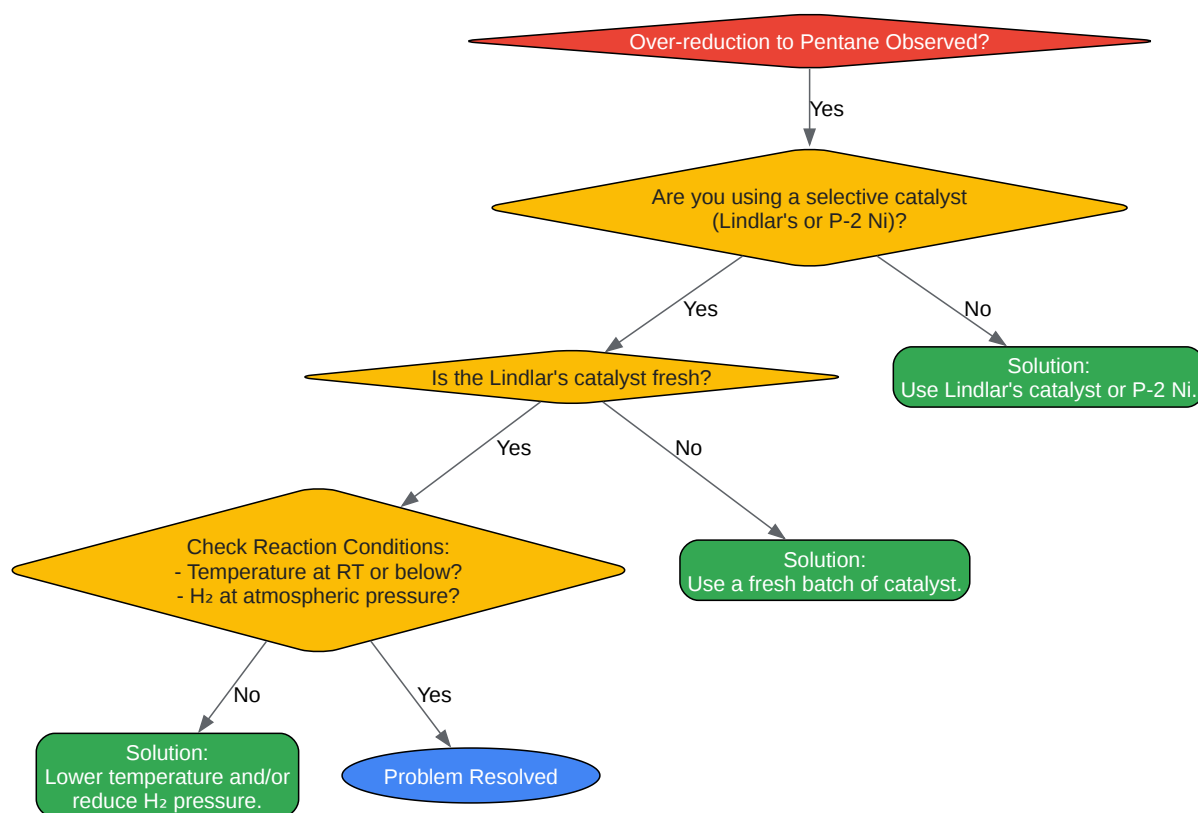 Over-reduction to Pentane Observed?
Yes
Are you using a selective catalyst
(Lindlar's or P-2 Ni)?
Yes
No
Is the Lindlar's catalyst fresh?
Solution:
Use Lindlar's catalyst or P-2 Ni.
Yes
No
Check Reaction Conditions:
- Temperature at RT or below?
- H₂ at atmospheric pressure?
Solution:
Use a fresh batch of catalyst.
No
Yes
Solution:
Lower temperature and/or
reduce H₂ pressure.
Problem Resolved